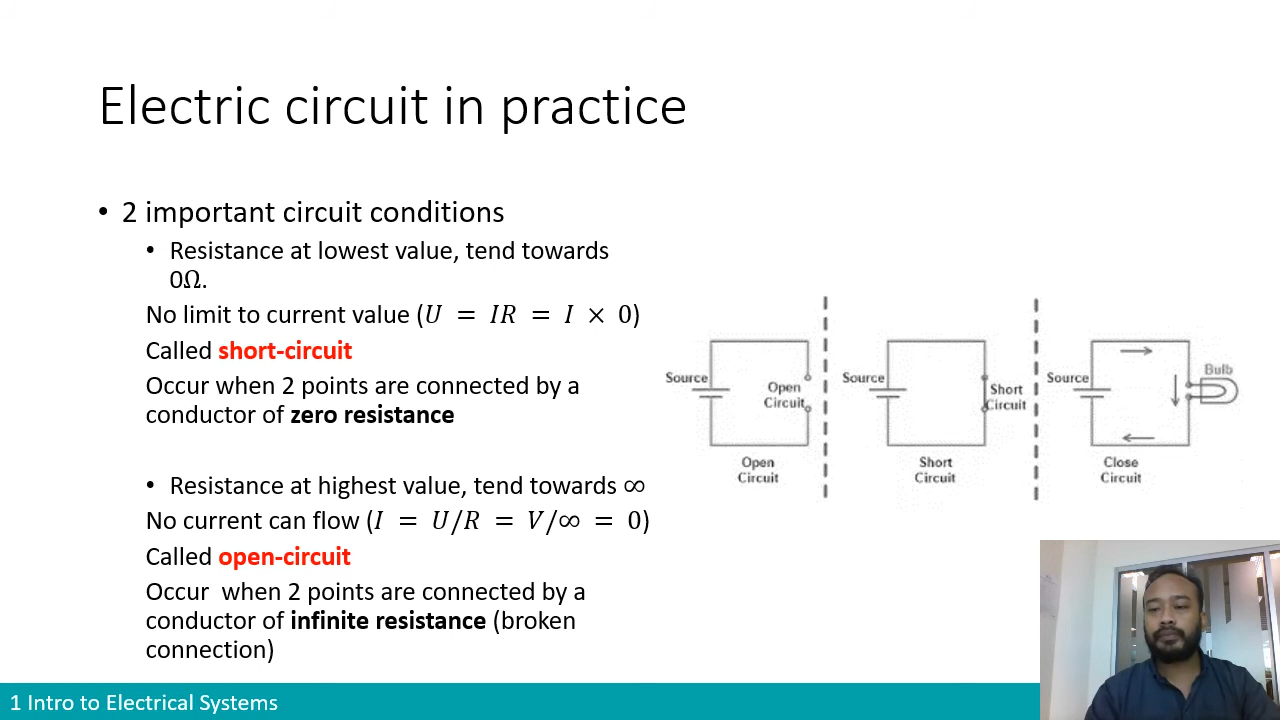 Electric circuit in practice
• 2 important circuit conditions
• Resistance at lowest value, tend towards
0Ω.
No limit to current value (U = IR = I × 0)
Called short-circuit
Occur when 2 points are connected by a
conductor of zero resistance
• Resistance at highest value, tend towards ∞
No current can flow (I = U/R = V/∞ = 0)
Called open-circuit
Occur when 2 points are connected by a
conductor of infinite resistance (broken
connection)
Source
Open
Circuit
Open
Circuit
Source
Short
Circuit
Short
Circuit
Source
Bulb
Close
Circuit
1 Intro to Electrical Systems